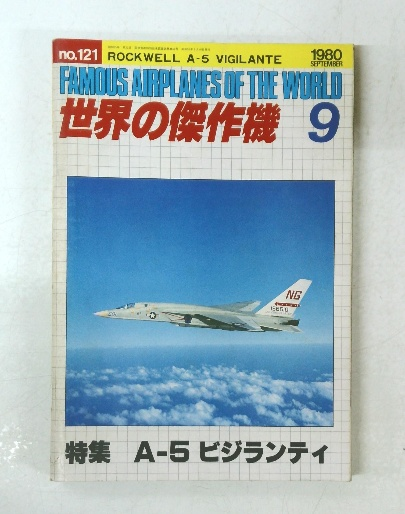 no.121 ROCKWELL A-5 VIGILANTE 1980
SEPTEMBER
FAMOUS AIRPLANES OF THE WORLD
世界の傑作機 9
NG
特集 A-5 ビジランティ